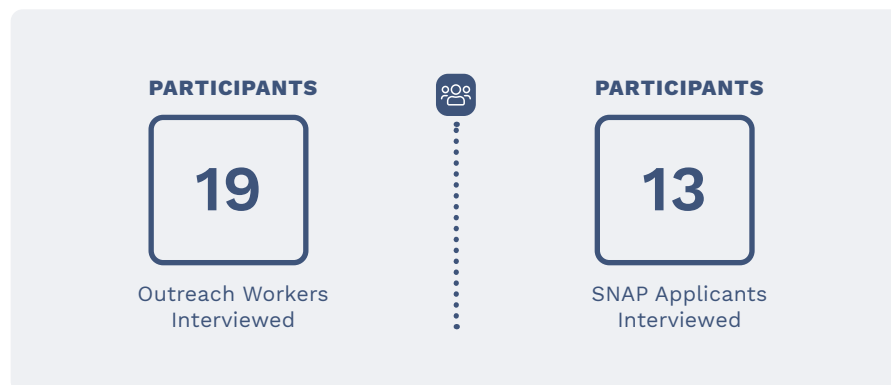 PARTICIPANTS
19
Outreach Workers
Interviewed
PARTICIPANTS
13
SNAP Applicants
Interviewed